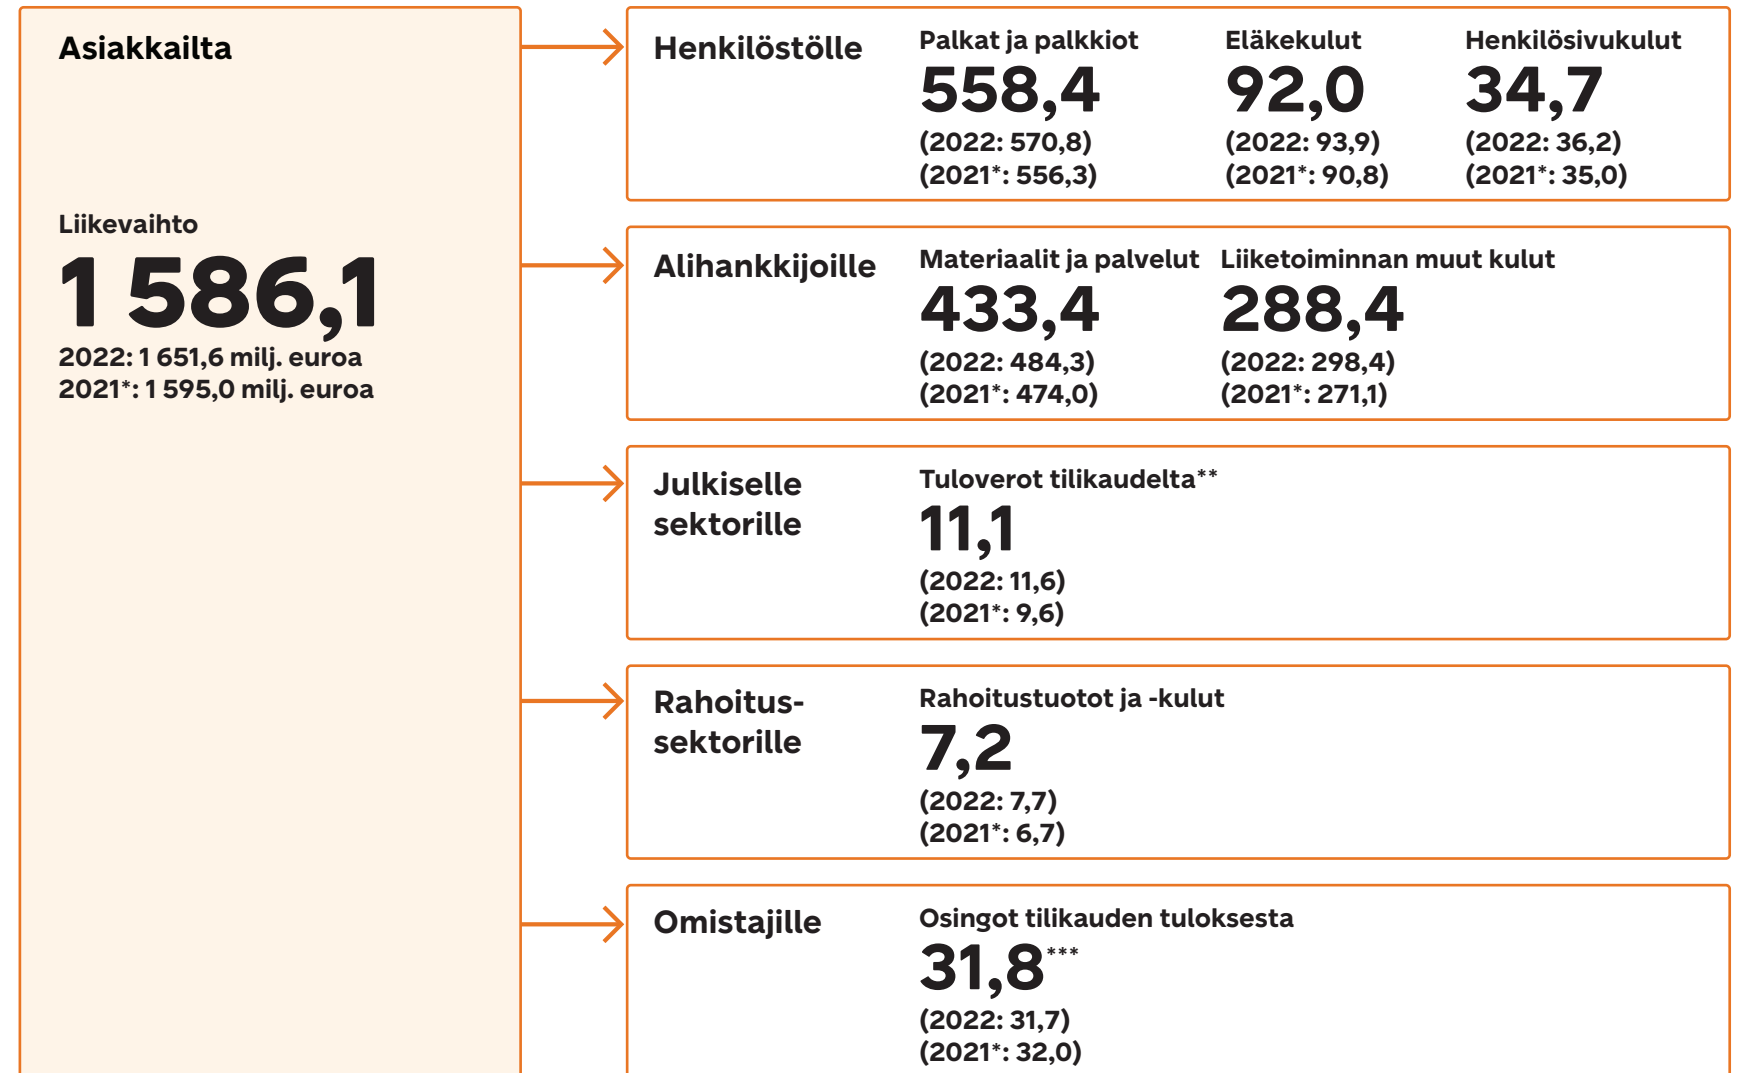 Asiakkailta
Liikevaihto
1 586,1
2022: 1 651,6 milj. euroa
2021*: 1 595,0 milj. euroa
Henkilöstölle
Palkat ja palkkiot
558,4
(2022: 570,8)
(2021*: 556,3)
Eläkekulut
92,0
(2022: 93,9)
(2021*: 90,8)
Henkilösivukulut
34,7
(2022: 36,2)
(2021*: 35,0)
Alihankkijoille
Materiaalit ja palvelut
433,4
(2022: 484,3)
(2021*: 474,0)
Liiketoiminnan muut kulut
288,4
(2022: 298,4)
(2021*: 271,1)
Julkiselle
sektorille
Tuloverot tilikaudelta**
11,1
(2022: 11,6)
(2021*: 9,6)
Rahoitus-
sektorille
Rahoitustuotot ja -kulut
7,2
(2022: 7,7)
(2021*: 6,7)
Omistajille
Osingot tilikauden tuloksesta
31,8***
(2022: 31,7)
(2021*: 32,0)